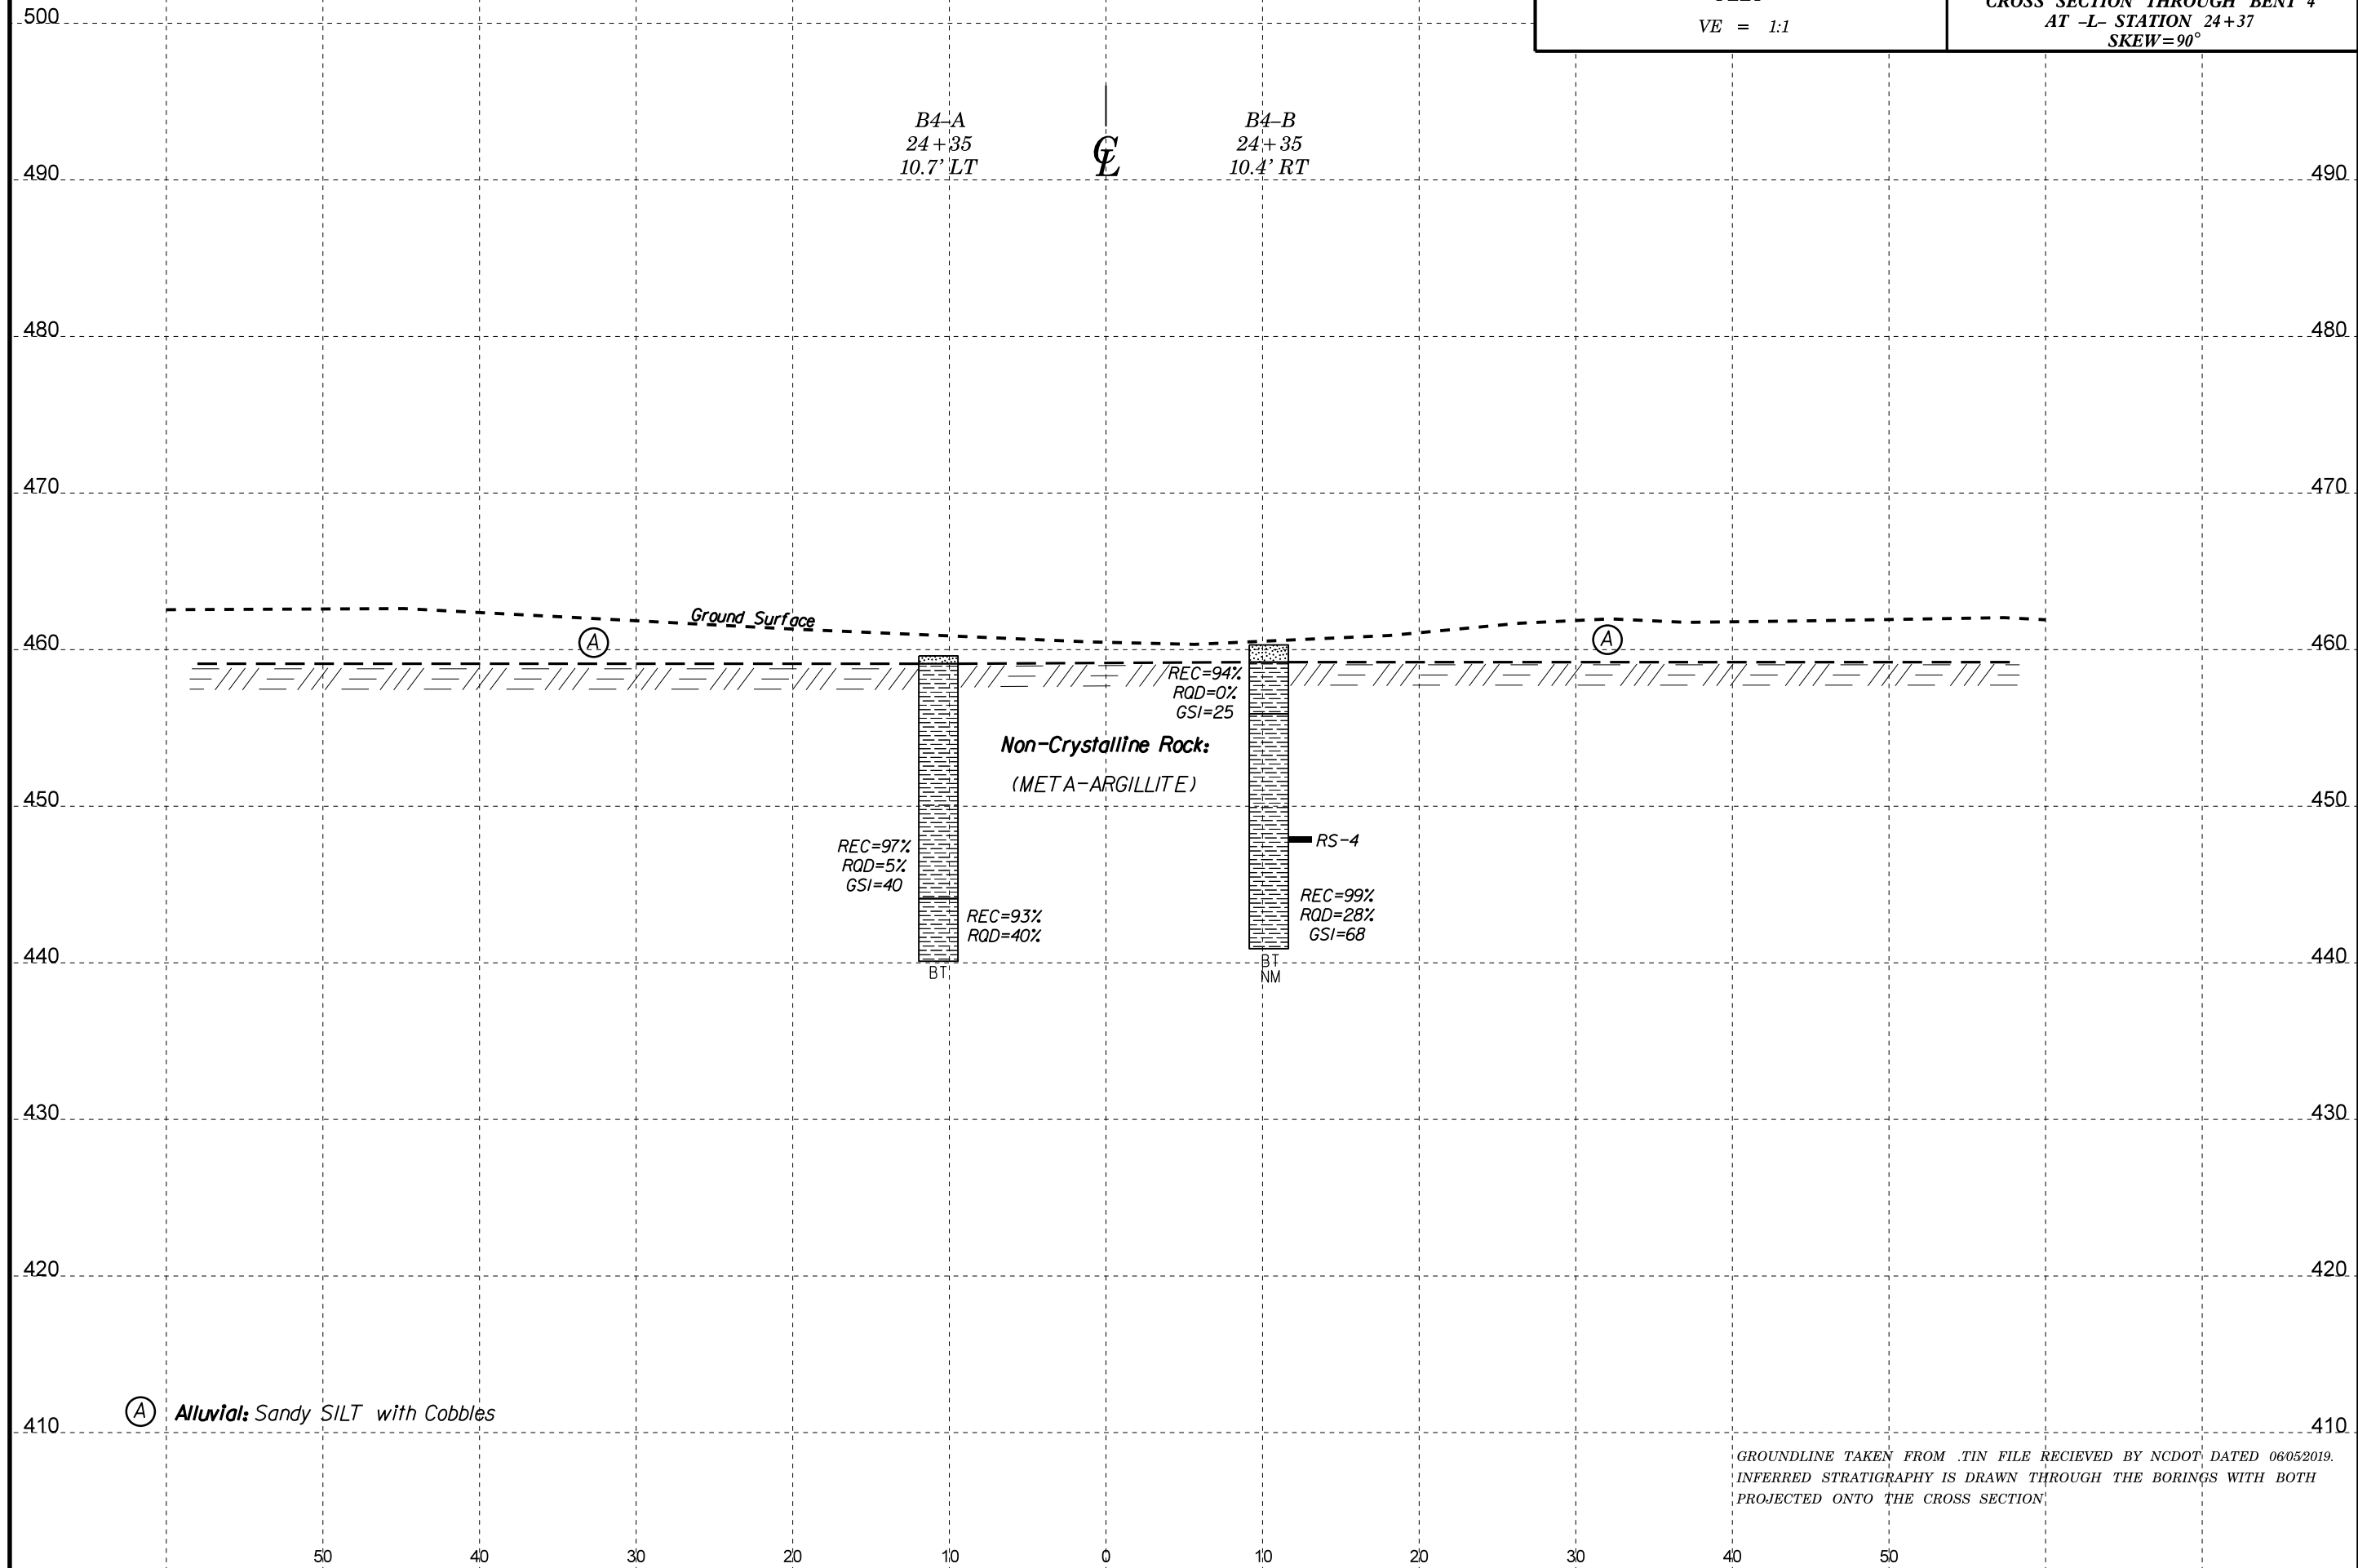 CROSS SECTION THROUGH BENT 4
AT -L- STATION 24+37
SKEW=90°
VE = 1:1
500
B4-A
24+35
10.7' LT
CL
B4-B
24+35
10.4' RT
490
490
480
480
470
470
Ground Surface
A
A
460
460
REC=94%
RQD=0%
GSI=25
Non-Crystalline Rock:
(META-ARGILLITE)
450
450
RS-4
REC=97%
RQD=5%
GSI=40
REC=93%
RQD=40%
REC=99%
RQD=28%
GSI=68
440
440
BT
BT
NM
430
430
420
420
A Alluvial: Sandy SILT with Cobbles
410
410
GROUNDLINE TAKEN FROM .TIN FILE RECIEVED BY NCDOT DATED 06/05/2019.
INFERRED STRATIGRAPHY IS DRAWN THROUGH THE BORINGS WITH BOTH
PROJECTED ONTO THE CROSS SECTION
50 40 30 20 10 0 10 20 30 40 50